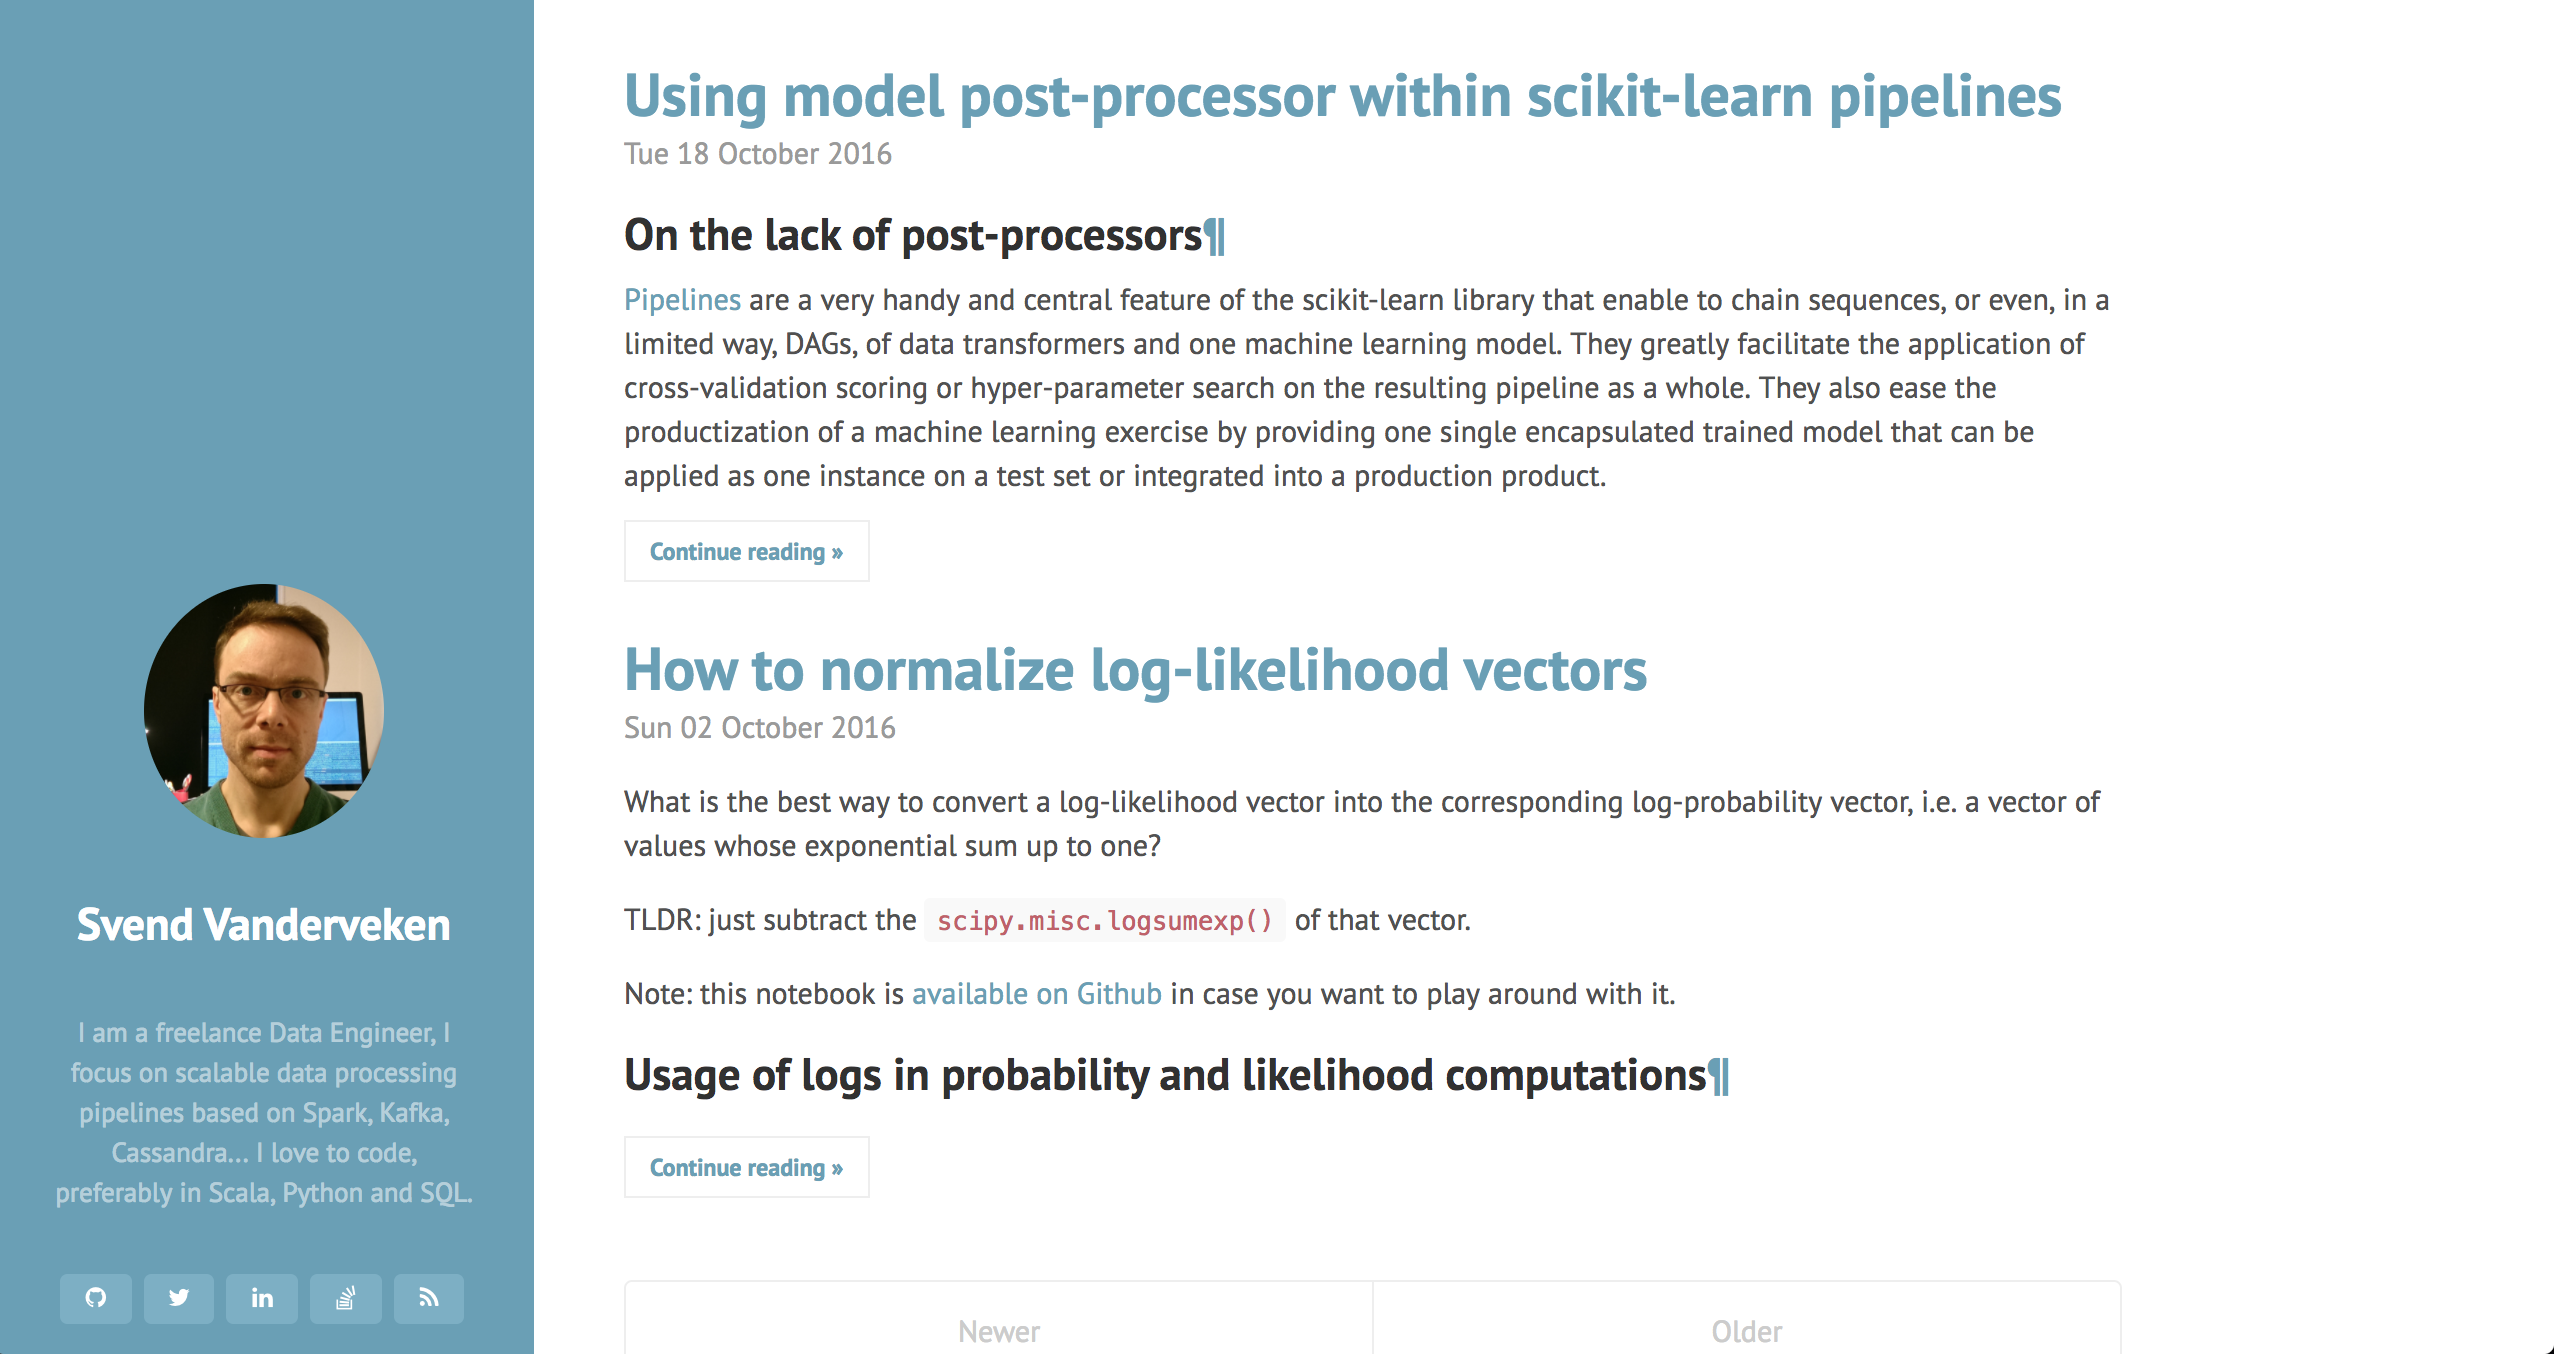 Svend Vanderveken
I am a freelance Data Engineer, I
focus on scalable data processing
pipelines based on Spark, Kafka,
Cassandra... I love to code,
preferably in Scala, Python and SQL.
Using model post-processor within scikit-learn pipelines
Tue 18 October 2016
On the lack of post-processors¶
Pipelines are a very handy and central feature of the scikit-learn library that enable to chain sequences, or even, in a
limited way, DAGs, of data transformers and one machine learning model. They greatly facilitate the application of
cross-validation scoring or hyper-parameter search on the resulting pipeline as a whole. They also ease the
productization of a machine learning exercise by providing one single encapsulated trained model that can be
applied as one instance on a test set or integrated into a production product.
Continue reading »
How to normalize log-likelihood vectors
Sun 02 October 2016
What is the best way to convert a log-likelihood vector into the corresponding log-probability vector, i.e. a vector of
values whose exponential sum up to one?
TLDR: just subtract the scipy.misc.logsumexp() of that vector.
Note: this notebook is available on Github in case you want to play around with it.
Usage of logs in probability and likelihood computations¶
Continue reading »
Newer
Older